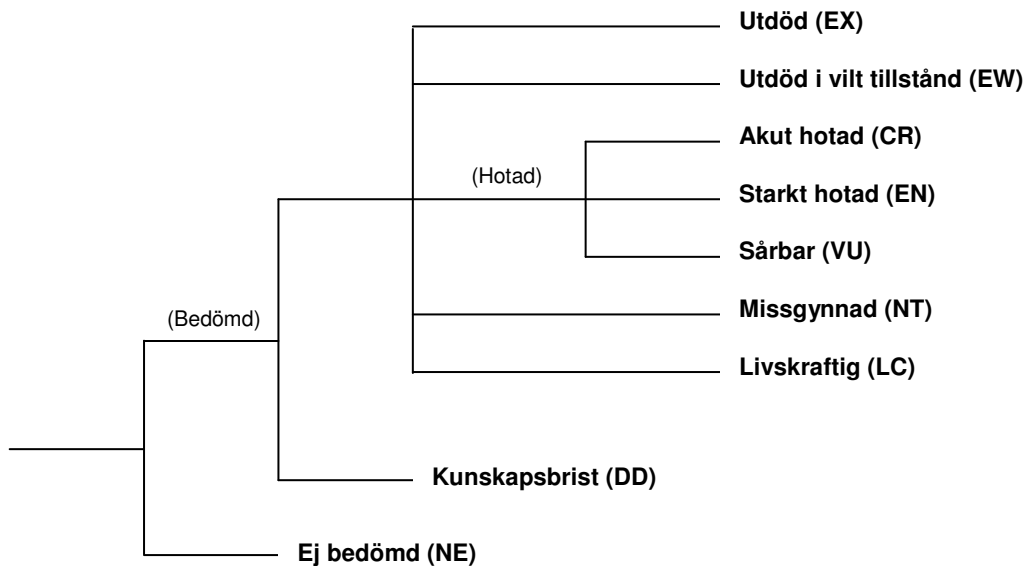 Utdöd (EX)
Utdöd i vilt tillstånd (EW)
Akut hotad (CR)
(Hotad)
Starkt hotad (EN)
Sårbar (VU)
Missgynnad (NT)
(Bedömd)
Livskraftig (LC)
Kunskapsbrist (DD)
Ej bedömd (NE)